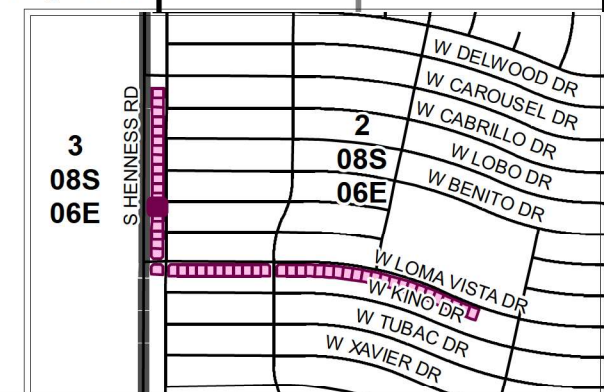 W DELWOOD DR
W CAROUSEL DR
W CABRILLO DR
W LOBO DR
W BENITO DR
2
08S
06E
3
08S
06E
S HENNESS RD
W LOMA VISTA DR
W KINO DR
W TUBAC DR
W XAVIER DR